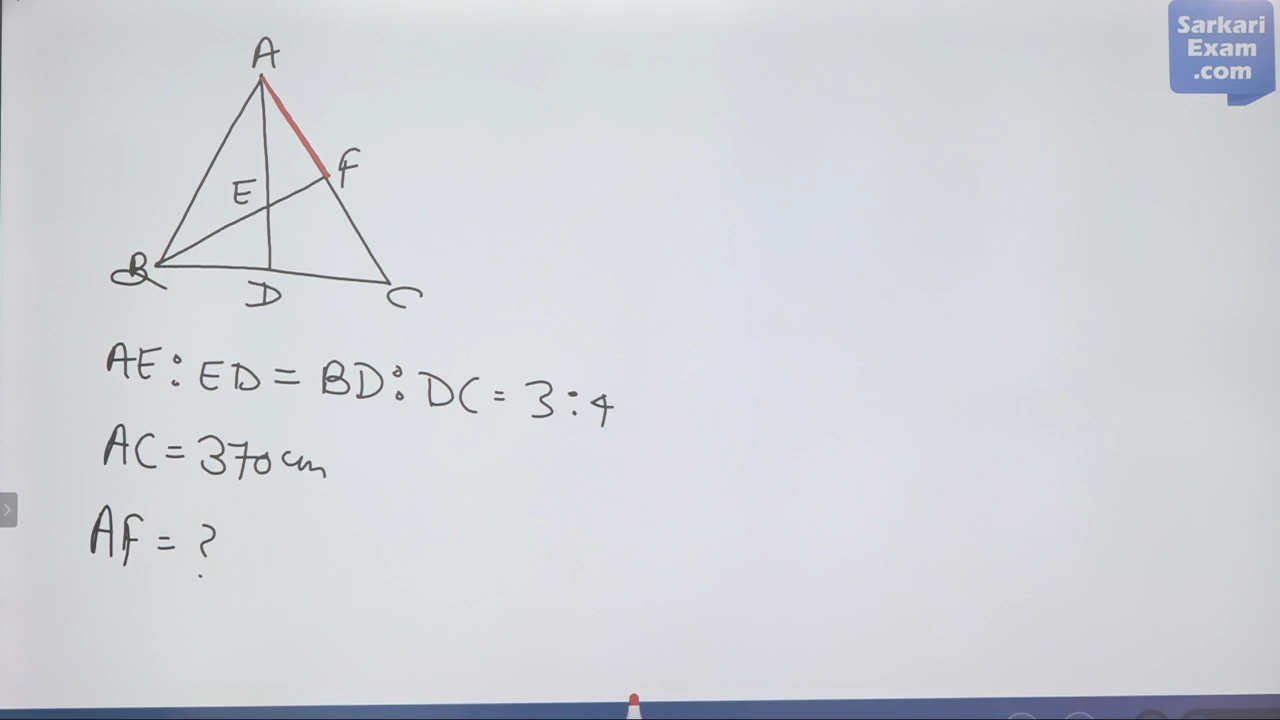 Sarkari
Exam
.com
A
F
E
B
D
C
AE : ED = BD : DC = 3 : 4
AC = 370 cm
AF = ?